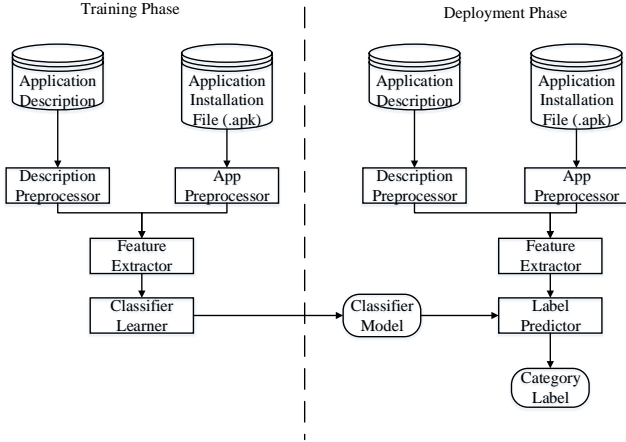 Training Phase
Deployment Phase
Application
Description
Application
Installation
File (.apk)
Application
Description
Application
Installation
File (.apk)
Description
Preprocessor
App
Preprocessor
Description
Preprocessor
App
Preprocessor
Feature
Extractor
Feature
Extractor
Classifier
Learner
Classifier
Model
Label
Predictor
Category
Label